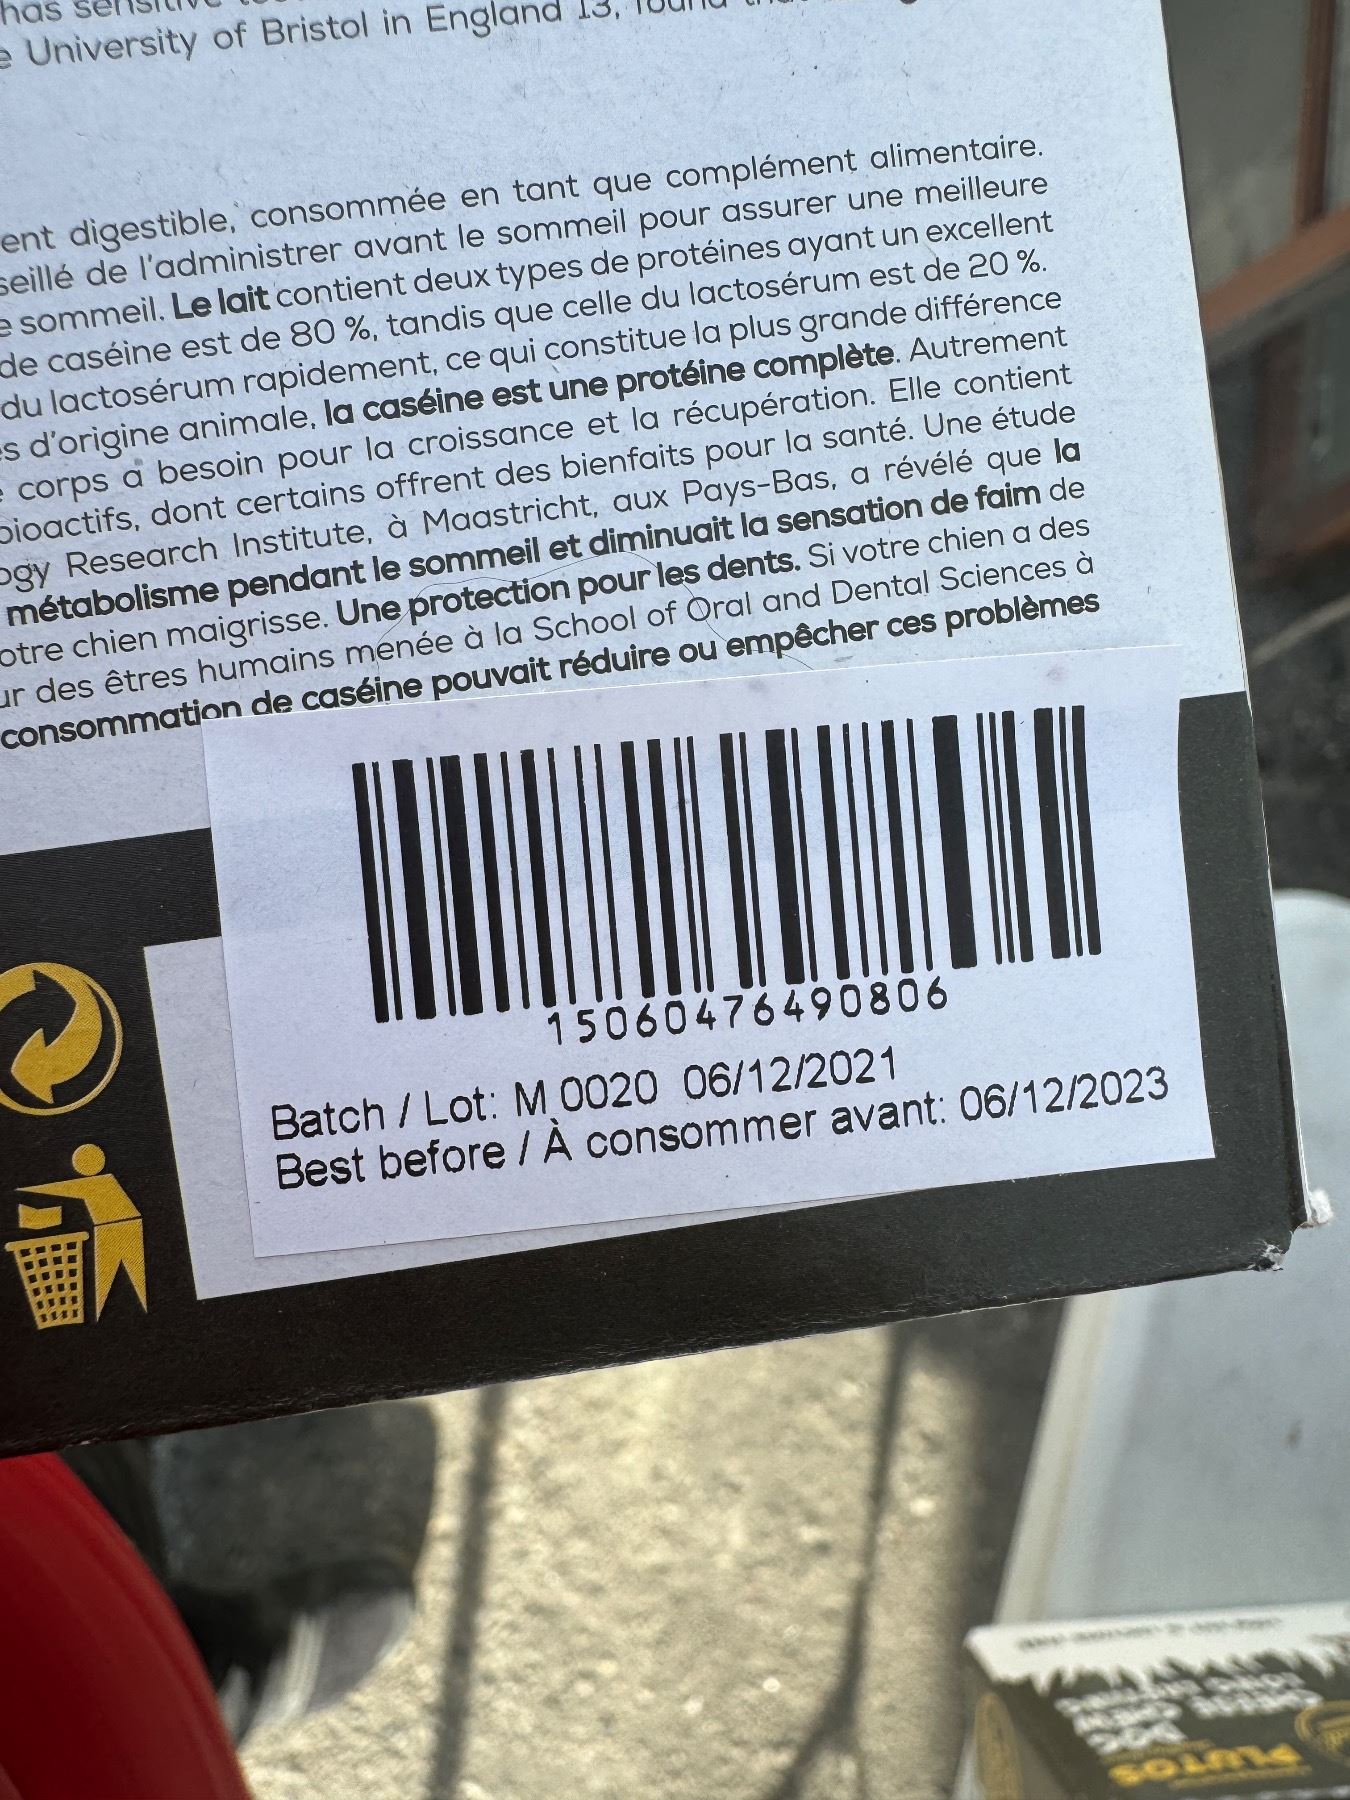 has
University of Bristol in England 13,
ent digestible, consommée en tant que complément alimentaire.
seillé de l'administrer avant le sommeil pour assurer une meilleure
sommeil. Le lait contient deux types de protéines ayant un excellent
de caséine est de 80 %, tandis que celle du lactosérum est de 20 %.
du lactosérum rapidement, ce qui constitue la plus grande différence
s d'origine animale, la caséine est une protéine complète. Autrement
corps a besoin pour la croissance et la récupération. Elle contient
bioactifs, dont certains offrent des bienfaits pour la santé. Une étude
ogy Research Institute, à Maastricht, aux Pays-Bas, a révélé que la
métabolisme pendant le sommeil et diminuait la sensation de faim de
otre chien maigrisse. Une protection pour les dents. Si votre chien a des
ur des êtres humains menée à la School of Oral and Dental Sciences à
consommation de caséine pouvait réduire ou empêcher ces problèmes
15060476490806
Batch / Lot: M 0020 06/12/2021
Best before / À consommer avant: 06/12/2023
DOG
PLUTOS